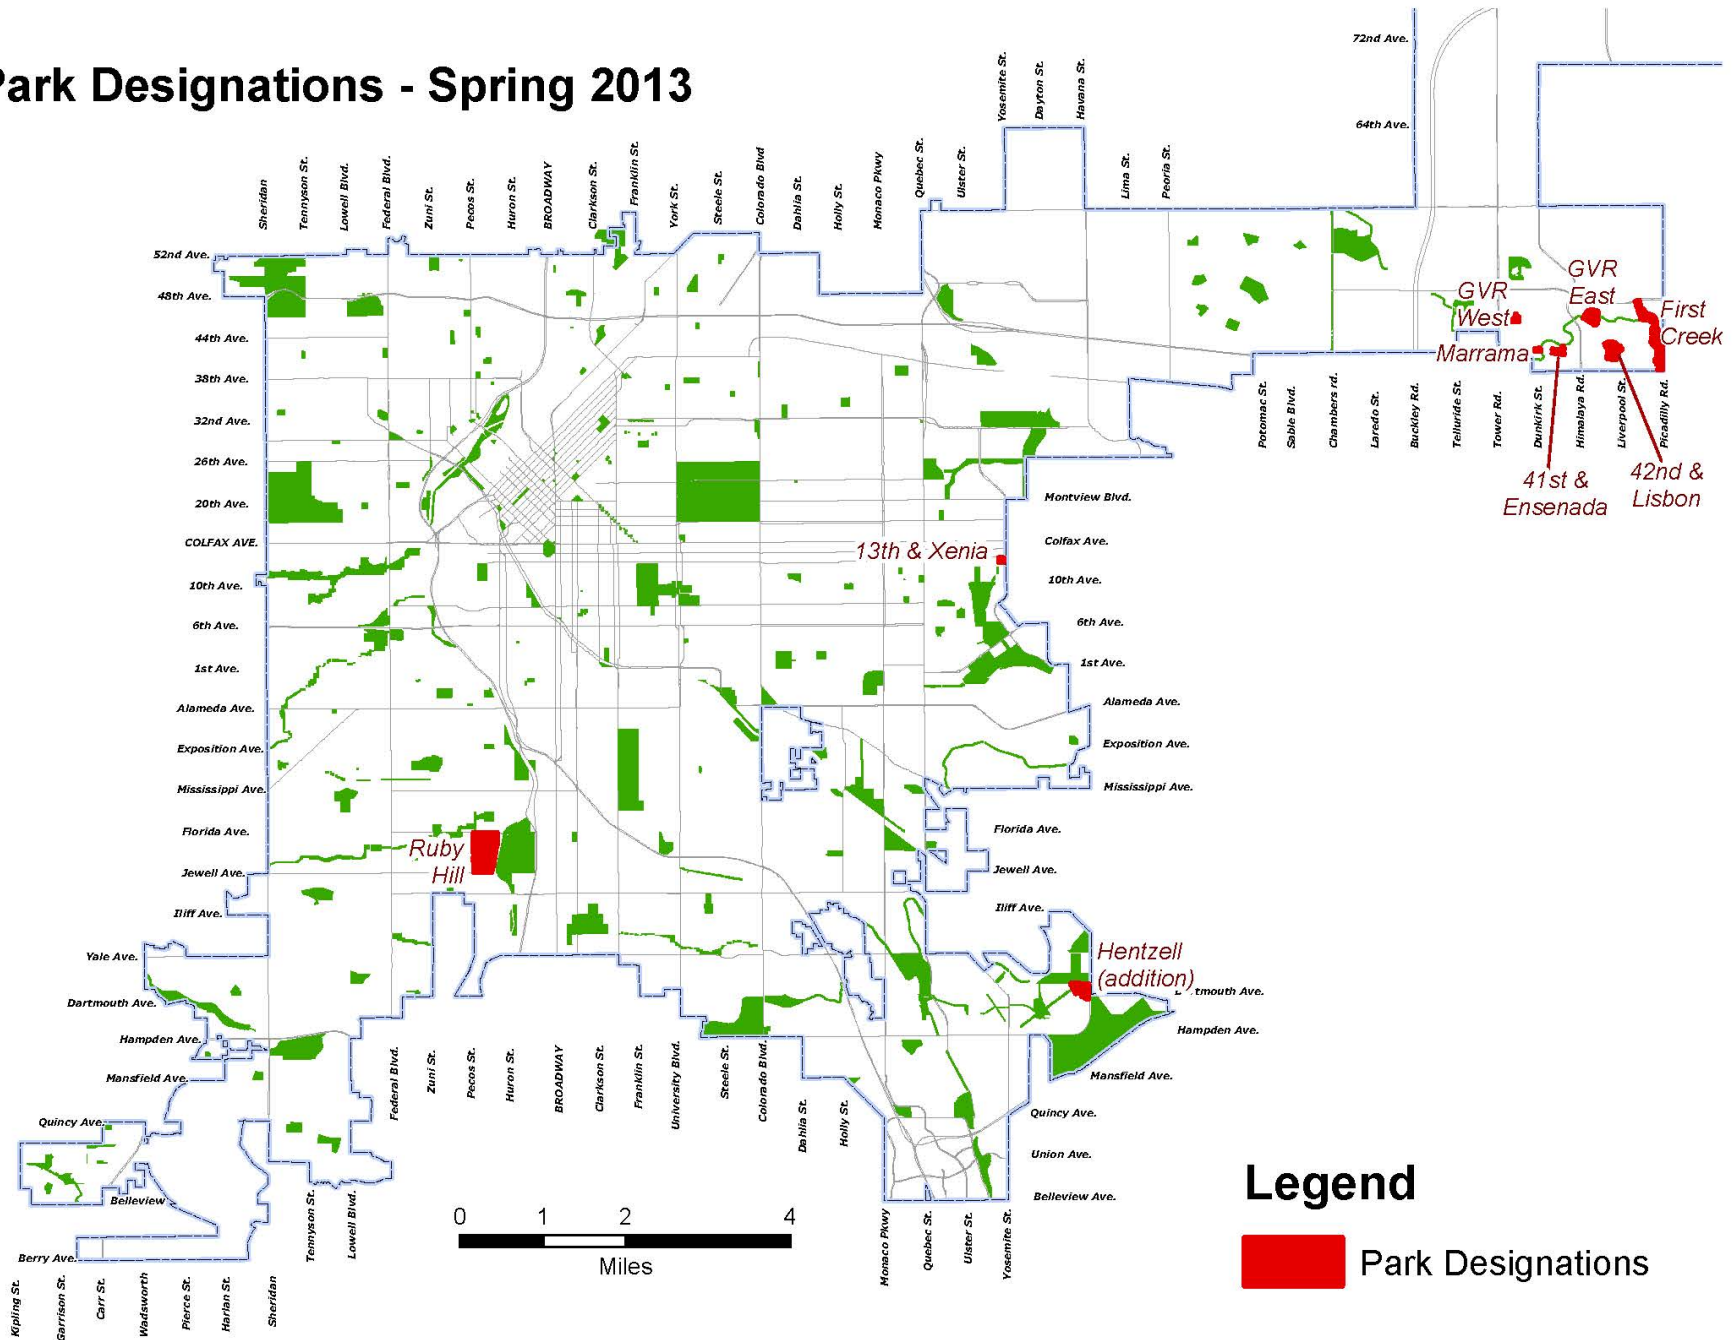 Park Designations - Spring 2013
72nd Ave.
64th Ave.
Yosemite St.
Dayton St.
Havana St.
Sheridan
Tennyson St.
Lowell Blvd.
Federal Blvd.
Zuni St.
Pecos St.
Huron St.
BROADWAY
Clarkson St.
Franklin St.
York St.
Steele St.
Colorado Blvd
Dahlia St.
Holly St.
Monaco Pkwy
Quebec St.
Ulster St.
Lima St.
Peoria St.
52nd Ave.
48th Ave.
44th Ave.
38th Ave.
32nd Ave.
26th Ave.
20th Ave.
COLFAX AVE.
10th Ave.
6th Ave.
1st Ave.
Alameda Ave.
Exposition Ave.
Mississippi Ave.
Florida Ave.
Jewell Ave.
Iliff Ave.
Yale Ave.
Dartmouth Ave.
Hampden Ave.
Mansfield Ave.
Quincy Ave.
Belleview
Berry Ave.
GVR
East
GVR
West
First
Creek
Marrama
Potomac St.
Sable Blvd.
Chambers rd.
Laredo St.
Buckley Rd.
Telluride St.
Tower Rd.
Dunkirk St.
Himalaya Rd.
Liverpool St.
Picadilly Rd.
41st &
Ensenada
42nd &
Lisbon
Montview Blvd.
Colfax Ave.
13th & Xenia
10th Ave.
6th Ave.
1st Ave.
Alameda Ave.
Exposition Ave.
Mississippi Ave.
Florida Ave.
Jewell Ave.
Iliff Ave.
Ruby
Hill
Hentzell
(addition)
tmouth Ave.
Hampden Ave.
Mansfield Ave.
Quincy Ave.
Union Ave.
Belleview Ave.
Federal Blvd.
Zuni St.
Pecos St.
Huron St.
BROADWAY
Clarkson St.
Franklin St.
University Blvd.
Steele St.
Colorado Blvd.
Dahlia St.
Holly St.
Monaco Pkwy
Quebec St.
Ulster St.
Yosemite St.
Tennyson St.
Lowell Blvd.
Kipling St.
Garrison St.
Carr St.
Wadsworth
Pierce St.
Harlan St.
Sheridan
0 1 2 4
Miles
Legend
Park Designations